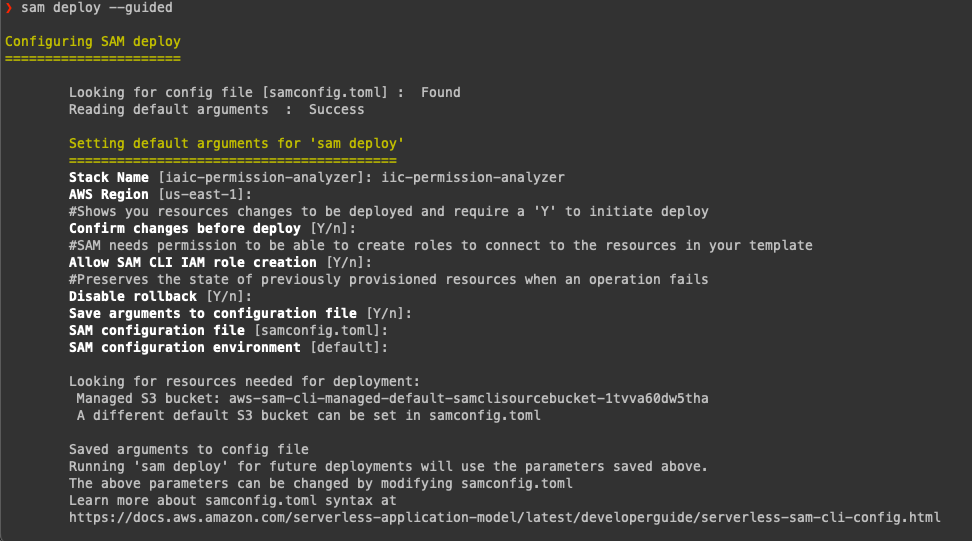 ❯ sam deploy --guided
Configuring SAM deploy
======================
Looking for config file [samconfig.toml] :  Found
Reading default arguments  :  Success
Setting default arguments for 'sam deploy'
=========================================
Stack Name [iaic-permission-analyzer]: iic-permission-analyzer
AWS Region [us-east-1]:
#Shows you resources changes to be deployed and require a 'Y' to initiate deploy
Confirm changes before deploy [Y/n]:
#SAM needs permission to be able to create roles to connect to the resources in your template
Allow SAM CLI IAM role creation [Y/n]:
#Preserves the state of previously provisioned resources when an operation fails
Disable rollback [Y/n]:
Save arguments to configuration file [Y/n]:
SAM configuration file [samconfig.toml]:
SAM configuration environment [default]:
Looking for resources needed for deployment:
Managed S3 bucket: aws-sam-cli-managed-default-samclisourcebucket-1tvva60dw5tha
A different default S3 bucket can be set in samconfig.toml
Saved arguments to config file
Running 'sam deploy' for future deployments will use the parameters saved above.
The above parameters can be changed by modifying samconfig.toml
Learn more about samconfig.toml syntax at
https://docs.aws.amazon.com/serverless-application-model/latest/developerguide/serverless-sam-cli-config.html